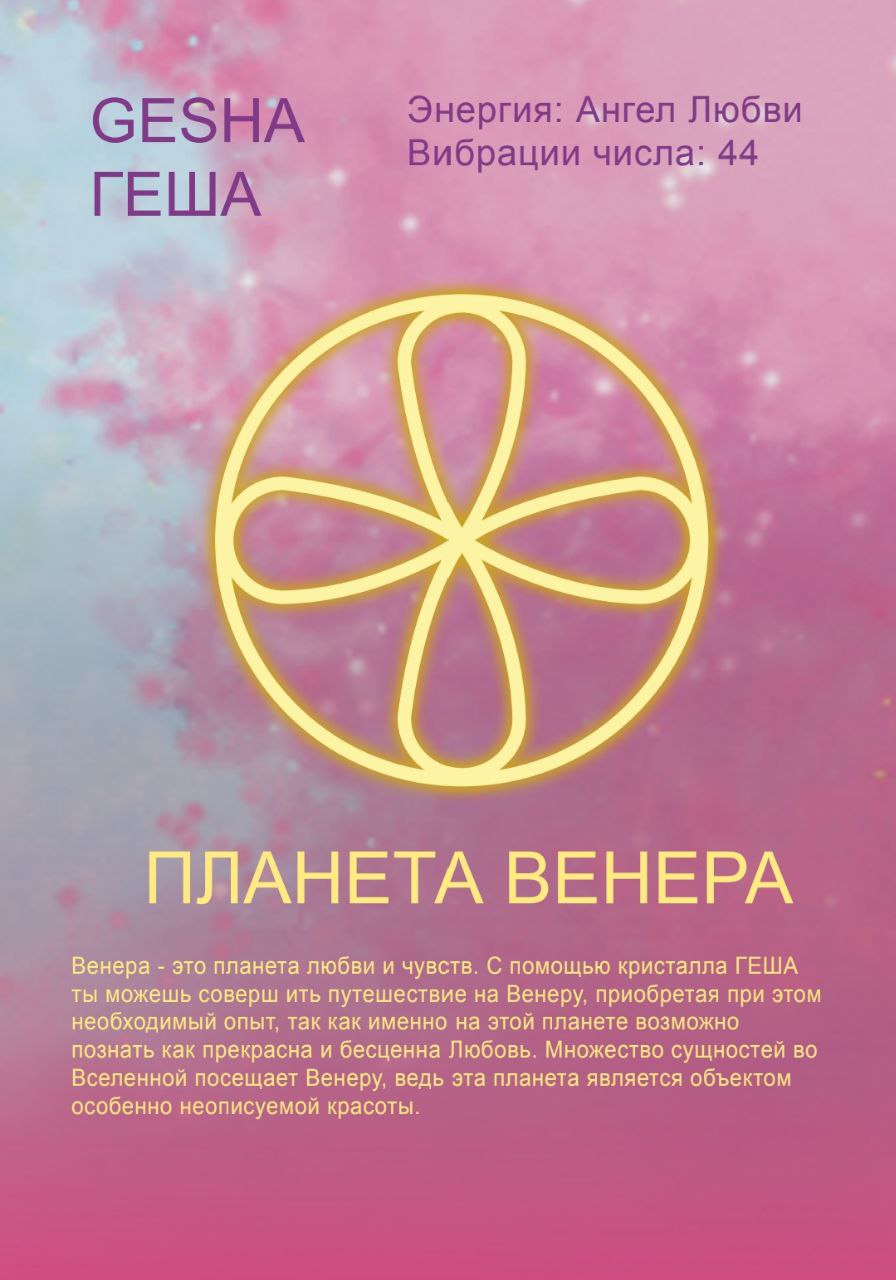 GESHA
ГЕША
Энергия: Ангел Любви
Вибрации числа: 44
ПЛАНЕТА ВЕНЕРА
Венера - это планета любви и чувств. С помощью кристалла ГЕША
ты можешь соверш ить путешествие на Венеру, приобретая при этом
необходимый опыт, так как именно на этой планете возможно
познать как прекрасна и бесценна Любовь. Множество сущностей во
Вселенной посещает Венеру, ведь эта планета является объектом
особенно неописуемой красоты.